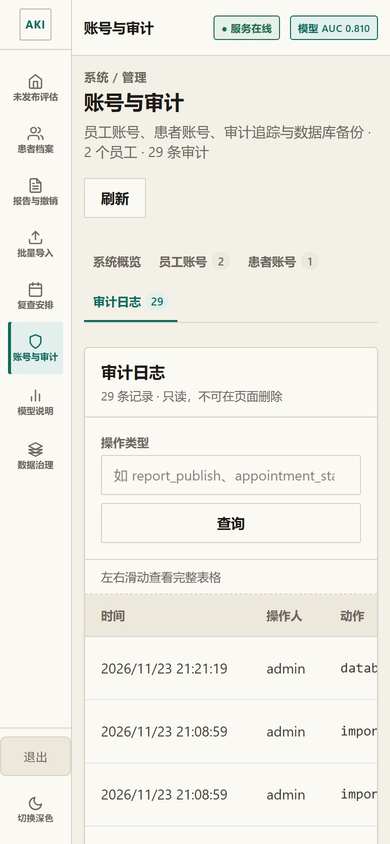 AKI
账号与审计
服务在线
模型 AUC 0.810
未发布评估
患者档案
报告与撤销
批量导入
复查安排
账号与审计
模型说明
数据治理
退出
切换深色
系统 / 管理
账号与审计
员工账号、患者账号、审计追踪与数据库备份 ·
2 个员工 · 29 条审计
刷新
系统概览
员工账号 2
患者账号 1
审计日志 29
审计日志
29 条记录 · 只读，不可在页面删除
操作类型
如 report_publish、appointment_sta
查询
左右滑动查看完整表格
时间 操作人 动作
2026/11/23 21:21:19 admin datab
2026/11/23 21:08:59 admin impor
2026/11/23 21:08:59 admin impor